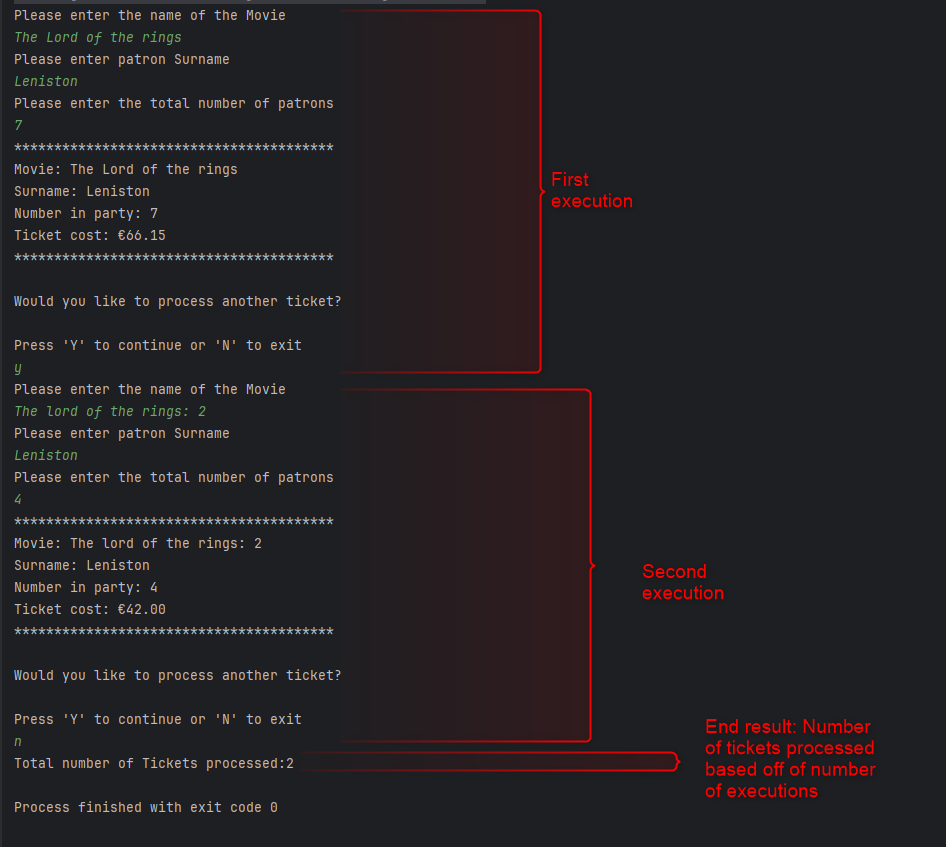 Please enter the name of the Movie
The Lord of the rings
Please enter patron Surname
Leniston
Please enter the total number of patrons
7
****************************************
Movie: The Lord of the rings
Surname: Leniston
Number in party: 7
Ticket cost: €66.15
****************************************
Would you like to process another ticket?
Press 'Y' to continue or 'N' to exit
y
First
execution
Please enter the name of the Movie
The lord of the rings: 2
Please enter patron Surname
Leniston
Please enter the total number of patrons
4
****************************************
Movie: The lord of the rings: 2
Surname: Leniston
Number in party: 4
Ticket cost: €42.00
****************************************
Would you like to process another ticket?
Press 'Y' to continue or 'N' to exit
n
Second
execution
Total number of Tickets processed:2
End result: Number
of tickets processed
based off of number
of executions
Process finished with exit code 0